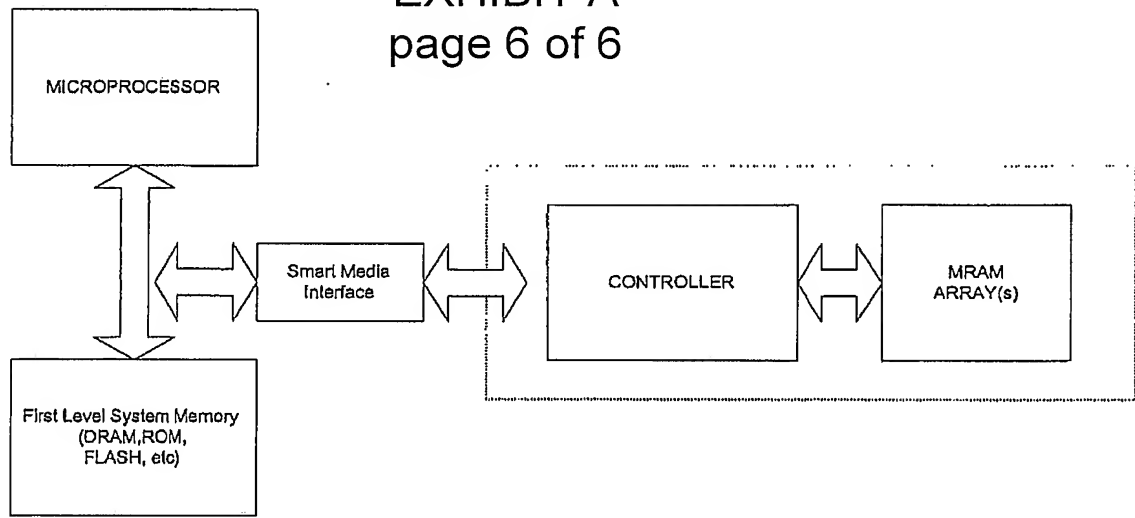 EXHIBIT A
page 6 of 6
MICROPROCESSOR
Smart Media
Interface
CONTROLLER
MRAM
ARRAY(s)
First Level System Memory
(DRAM,ROM,
FLASH, etc)